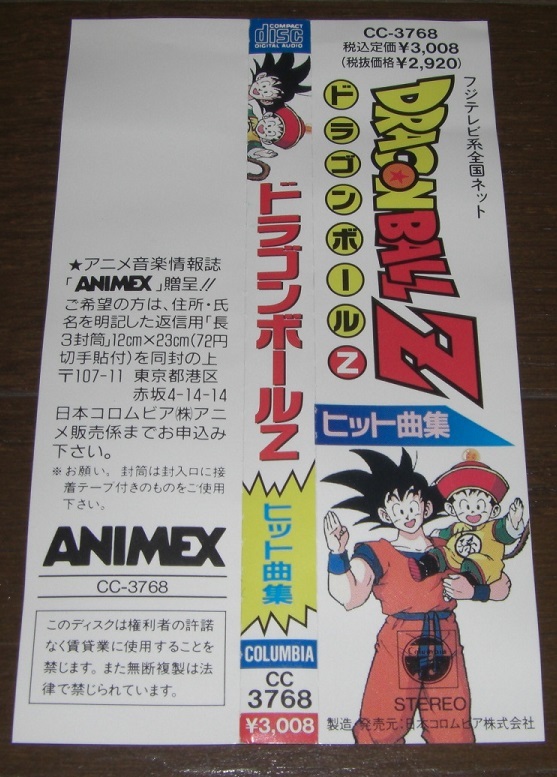 ★アニメ音楽情報誌
「ANIMEX」贈呈!!
ご希望の方は、住所・氏
名を明記した返信用「長
3封筒」12cm×23cm(72円
切手貼付)を同封の上
〒107-11 東京都港区
赤坂4-14-14
日本コロムビア(株)アニ
メ販売係までお申込み
下さい。
※お願い。封筒は封入口に接
着テープ付きのものをご使用
下さい。
ANIMEX
CC-3768
このディスクは権利者の許諾
なく賃貸業に使用することを
禁じます。また無断複製は法
律で禁じられています。
COMPACT
disc
DIGITAL AUDIO
ドラゴンボールZ
ヒット曲集
COLUMBIA
CC
3768
¥3,008
CC-3768
税込定価¥3,008
(税抜価格¥2,920)
フジテレビ系全国ネット
DRAGON BALL Z
ドラゴンボールZ
ヒット曲集
STEREO
製造・発売元:日本コロムビア株式会社